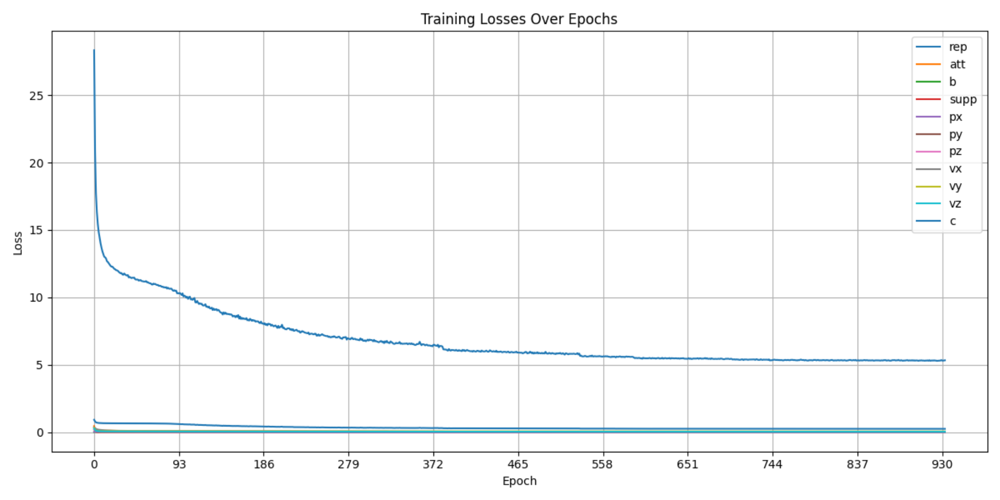 Training Losses Over Epochs
rep
att
b
supp
px
py
pz
vx
vy
vz
c
Loss
25
20
15
10
5
0
0 93 186 279 372 465 558 651 744 837 930
Epoch